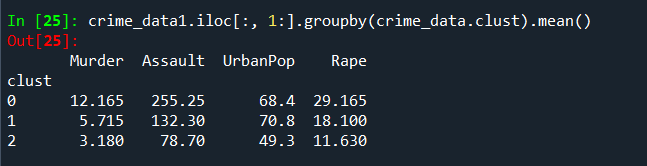 In [25]: crime_data1.iloc[:, 1:].groupby(crime_data.clust).mean()
Out[25]:
Murder Assault UrbanPop Rape
clust
0 12.165 255.25 68.4 29.165
1 5.715 132.30 70.8 18.100
2 3.180 78.70 49.3 11.630